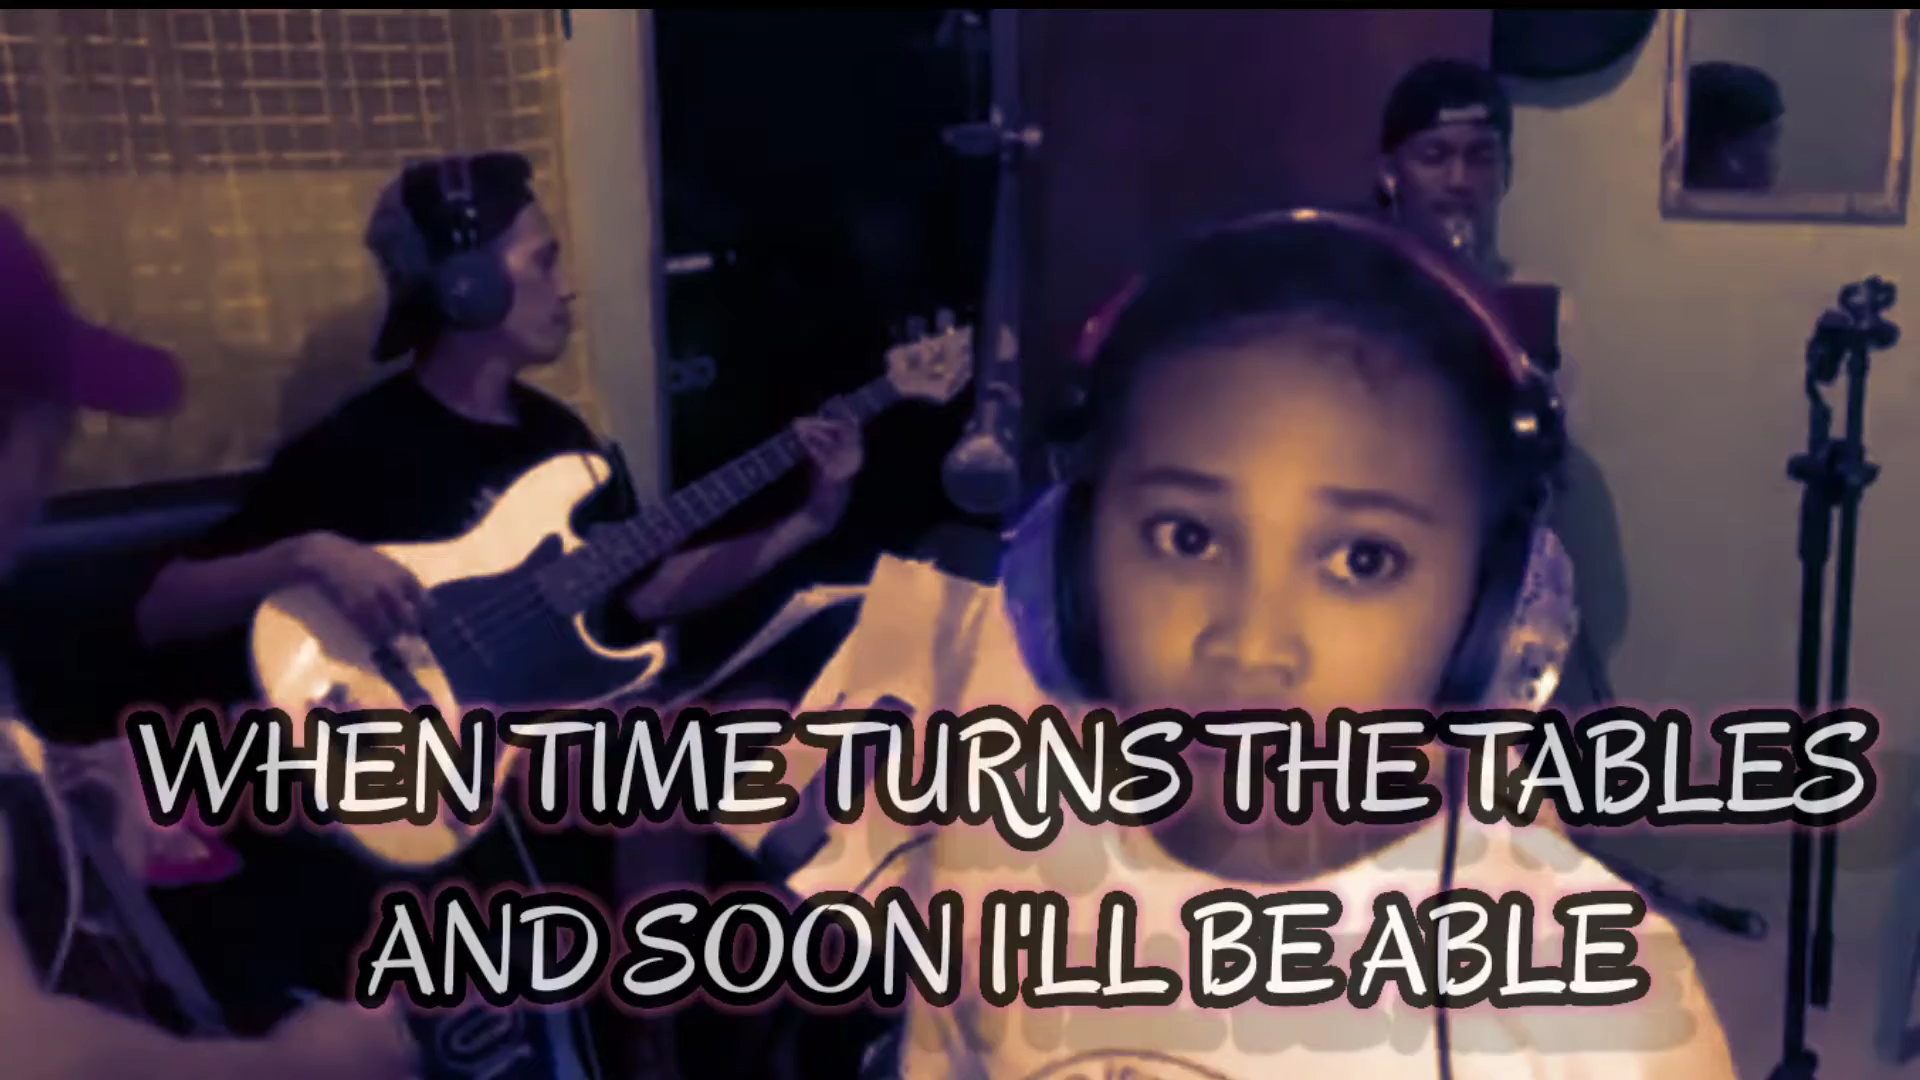 WHEN TIME TURNS THE TABLES
AND SOON I'LL BE ABLE